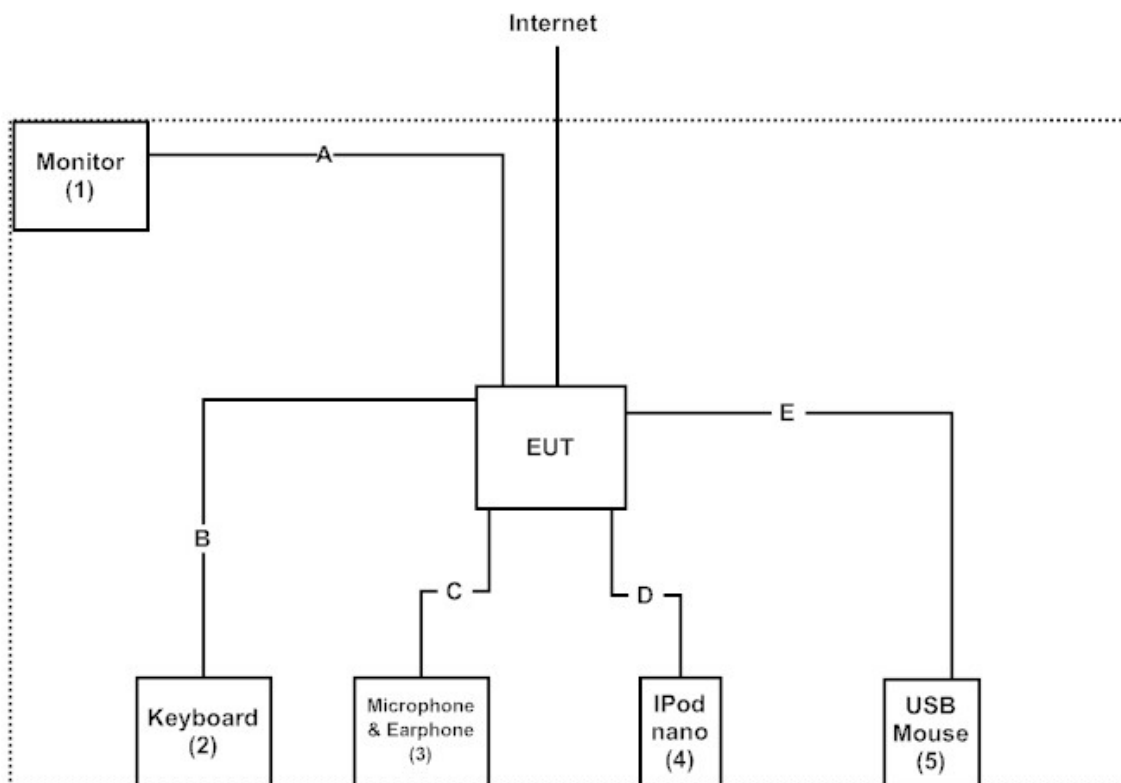 Internet
Monitor
(1)
A
EUT
E
B
C
D
Keyboard
(2)
Microphone
& Earphone
(3)
IPod
nano
(4)
USB
Mouse
(5)